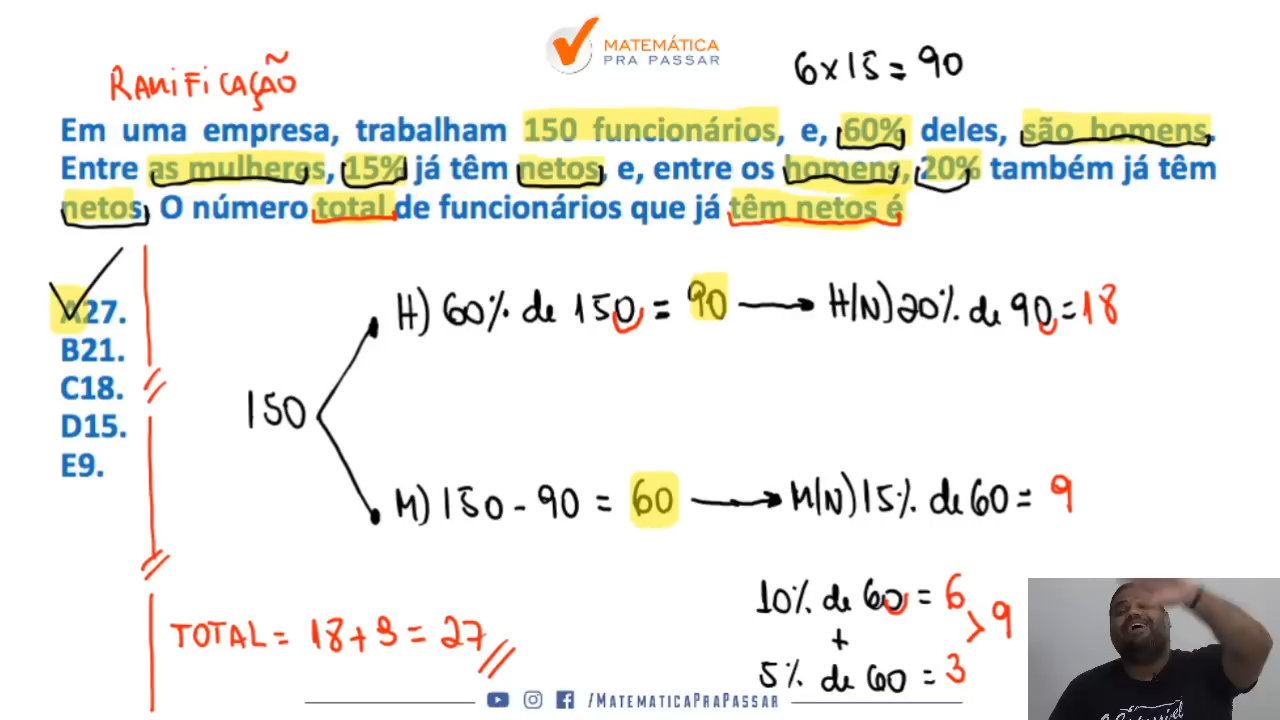 MATEMÁTICA
PRA PASSAR
6 x 15 = 90
RAMIFICAÇÃO
Em uma empresa, trabalham 150 funcionários, e, 60% deles, são homens.
Entre as mulheres, 15% já têm netos e, entre os homens, 20% também já têm
netos. O número total de funcionários que já têm netos é
A27.
B21.
C18.
D15.
E9.
H) 60% de 150 = 90 → H(N) 20% de 90 = 18
150
M) 150 - 90 = 60 → M(N) 15% de 60 = 9
10% de 60 = 6
+
> 9
5% de 60 = 3
TOTAL = 18 + 9 = 27
/MATEMATICAPRAPASSAR